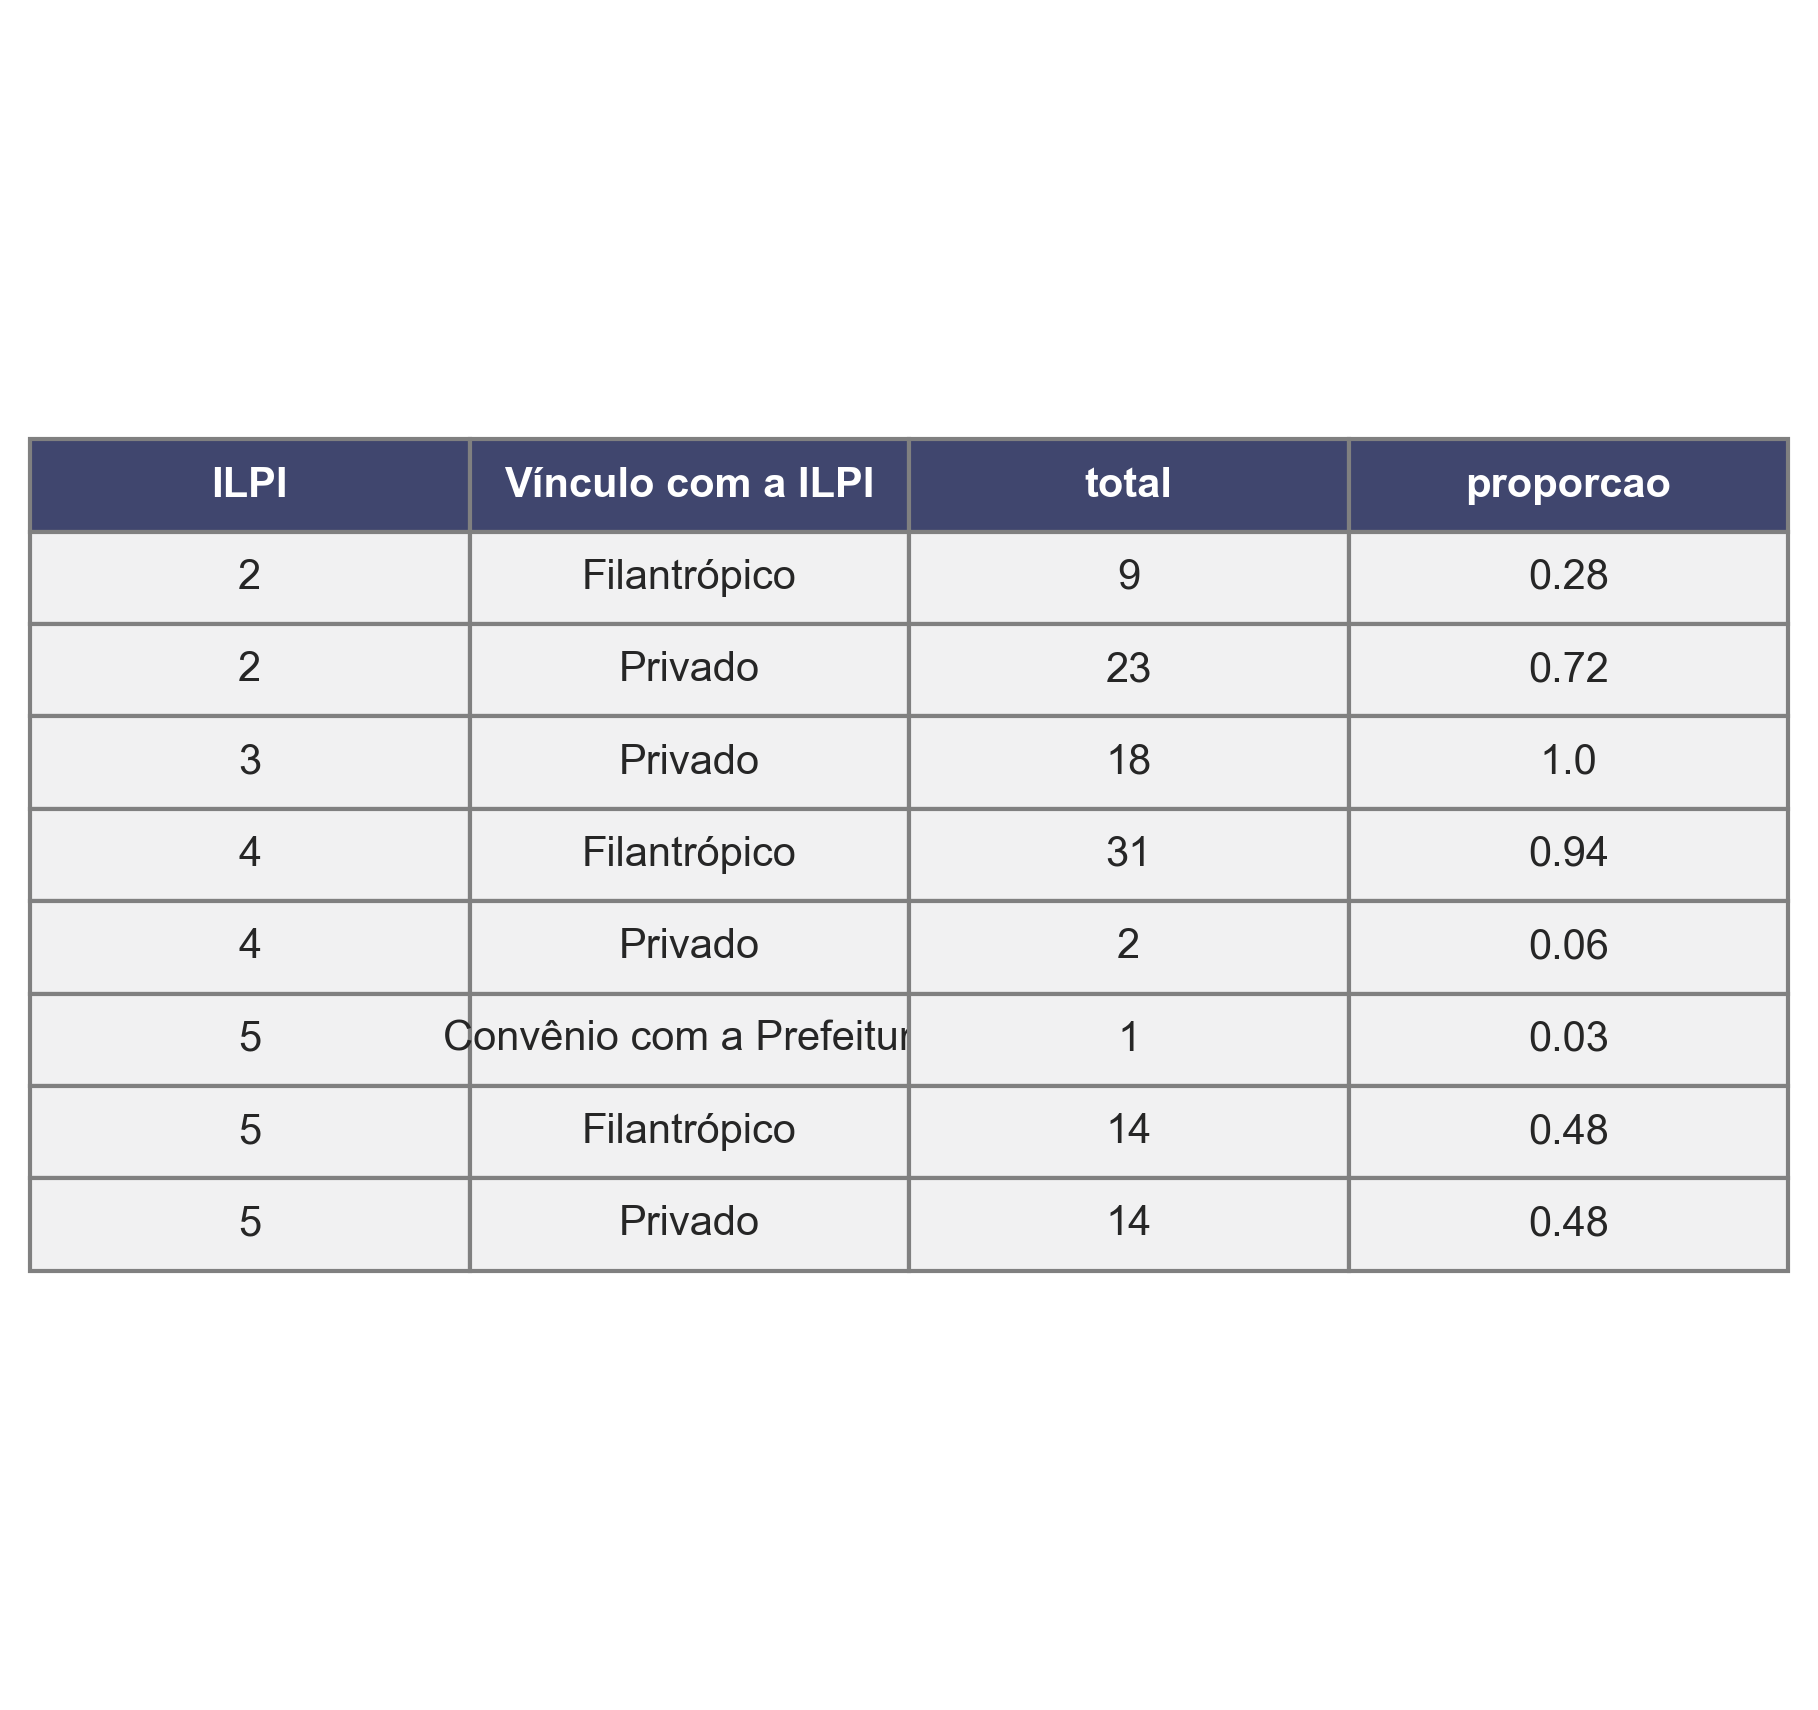 ILPI Vínculo com a ILPI total proporcao
2 Filantrópico 9 0.28
2 Privado 23 0.72
3 Privado 18 1.0
4 Filantrópico 31 0.94
4 Privado 2 0.06
5 Convênio com a Prefeitur 1 0.03
5 Filantrópico 14 0.48
5 Privado 14 0.48